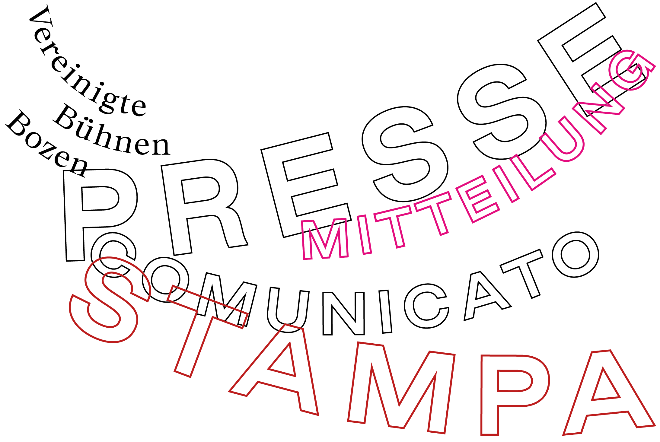 Vereinigte
Bühnen
Bozen
PRESSE
MITTEILUNG
COMUNICATO
STAMPA